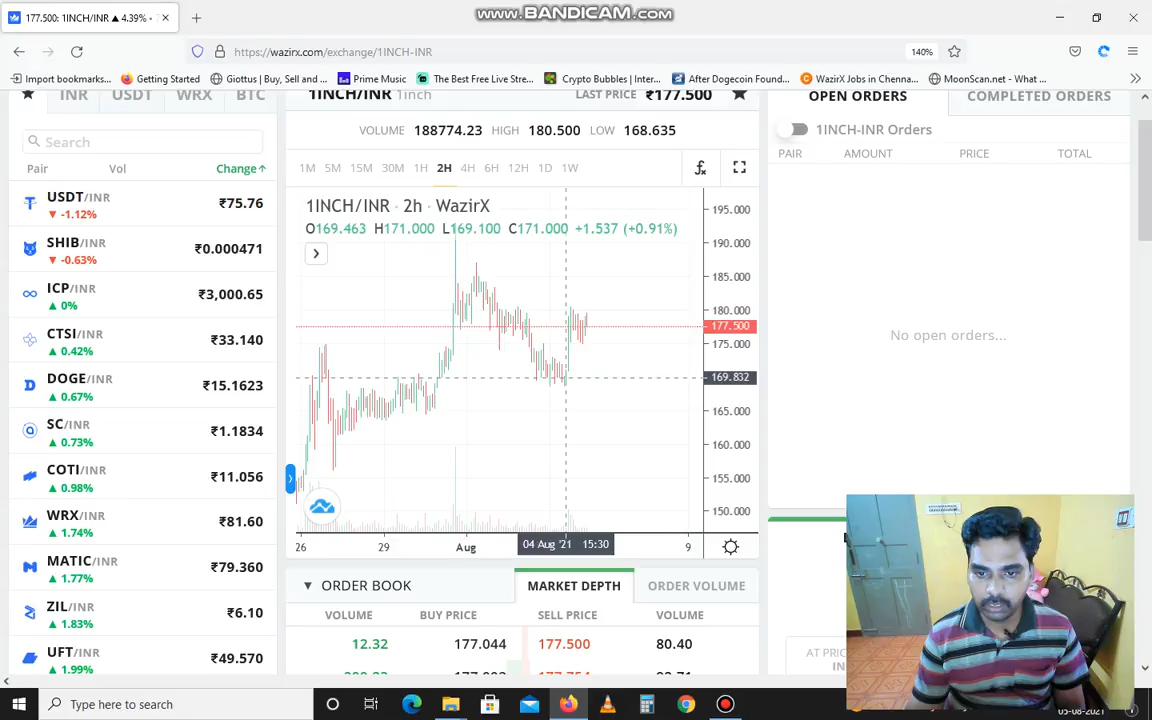 www.BANDICAM.com
177.500: 1INCH/INR ▲ 4.39% •
https://wazirx.com/exchange/1INCH-INR
140%
Import bookmarks...
Getting Started
Giottus | Buy, Sell and ...
Prime Music
The Best Free Live Stre...
Crypto Bubbles | Inter...
After Dogecoin Found...
WazirX Jobs in Chenna...
MoonScan.net - What ...
INR USDT WRX BTC
Search
Pair Vol Change↑
USDT/INR ₹75.76
▼ -1.12%
SHIB/INR ₹0.000471
▼ -0.63%
ICP/INR ₹3,000.65
▲ 0%
CTSI/INR ₹33.140
▲ 0.42%
DOGE/INR ₹15.1623
▲ 0.67%
SC/INR ₹1.1834
▲ 0.73%
COTI/INR ₹11.056
▲ 0.98%
WRX/INR ₹81.60
▲ 1.74%
MATIC/INR ₹79.360
▲ 1.77%
ZIL/INR ₹6.10
▲ 1.83%
UFT/INR ₹49.570
▲ 1.99%
1INCH/INR 1inch LAST PRICE ₹177.500
VOLUME 188774.23 HIGH 180.500 LOW 168.635
1M 5M 15M 30M 1H 2H 4H 6H 12H 1D 1W
1INCH/INR · 2h · WazirX
O169.463 H171.000 L169.100 C171.000 +1.537 (+0.91%)
195.000
190.000
185.000
180.000
177.500
175.000
169.832
165.000
160.000
155.000
150.000
26 29 Aug 04 Aug '21 15:30 9
▼ ORDER BOOK MARKET DEPTH ORDER VOLUME
VOLUME BUY PRICE SELL PRICE VOLUME
12.32 177.044 177.500 80.40
OPEN ORDERS COMPLETED ORDERS
1INCH-INR Orders
PAIR AMOUNT PRICE TOTAL
No open orders...
AT PRIC
IN
Type here to search
05-08-2021